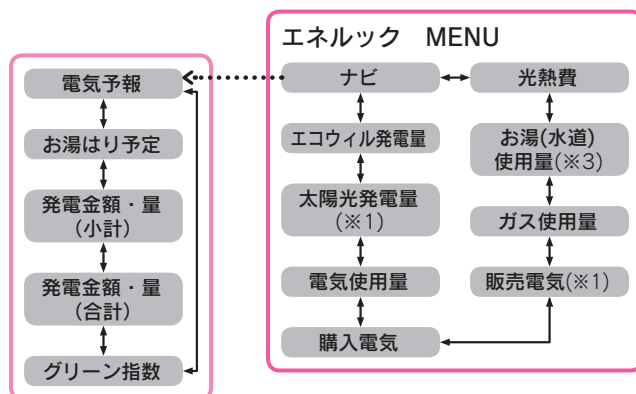 エネルック　MENU
電気予報
お湯はり予定
発電金額・量
(小計)
発電金額・量
(合計)
グリーン指数
ナビ
エコウィル発電量
太陽光発電量
(※1)
電気使用量
購入電気
光熱費
お湯(水道)
使用量(※3)
ガス使用量
販売電気(※1)